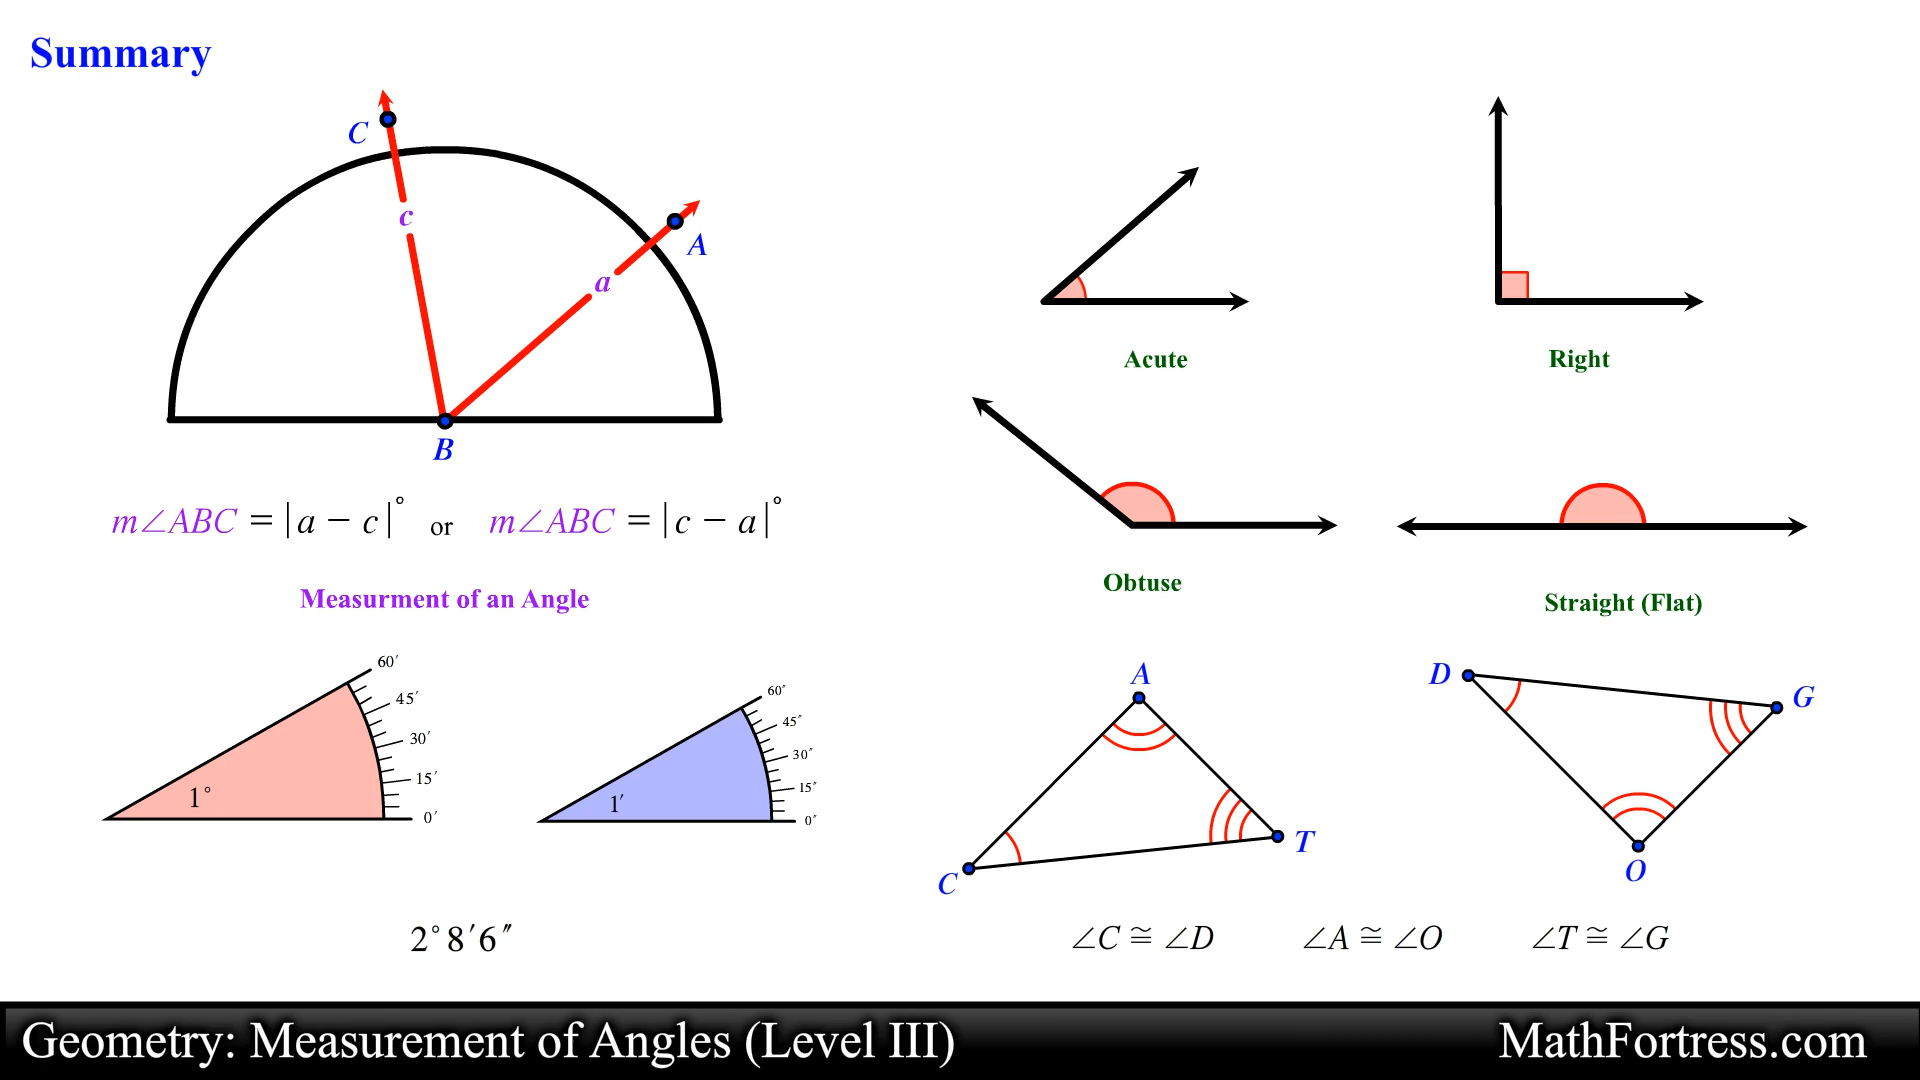 Summary
C
c
A
a
B
m∠ABC = |a − c|° or m∠ABC = |c − a|°
Measurment of an Angle
Acute
Right
Obtuse
Straight (Flat)
60′
45′
30′
15′
0′
1°
60″
45″
30″
15″
0″
1′
2°8′6″
A
C
T
D
G
O
∠C ≅ ∠D ∠A ≅ ∠O ∠T ≅ ∠G
Geometry: Measurement of Angles (Level III)
MathFortress.com